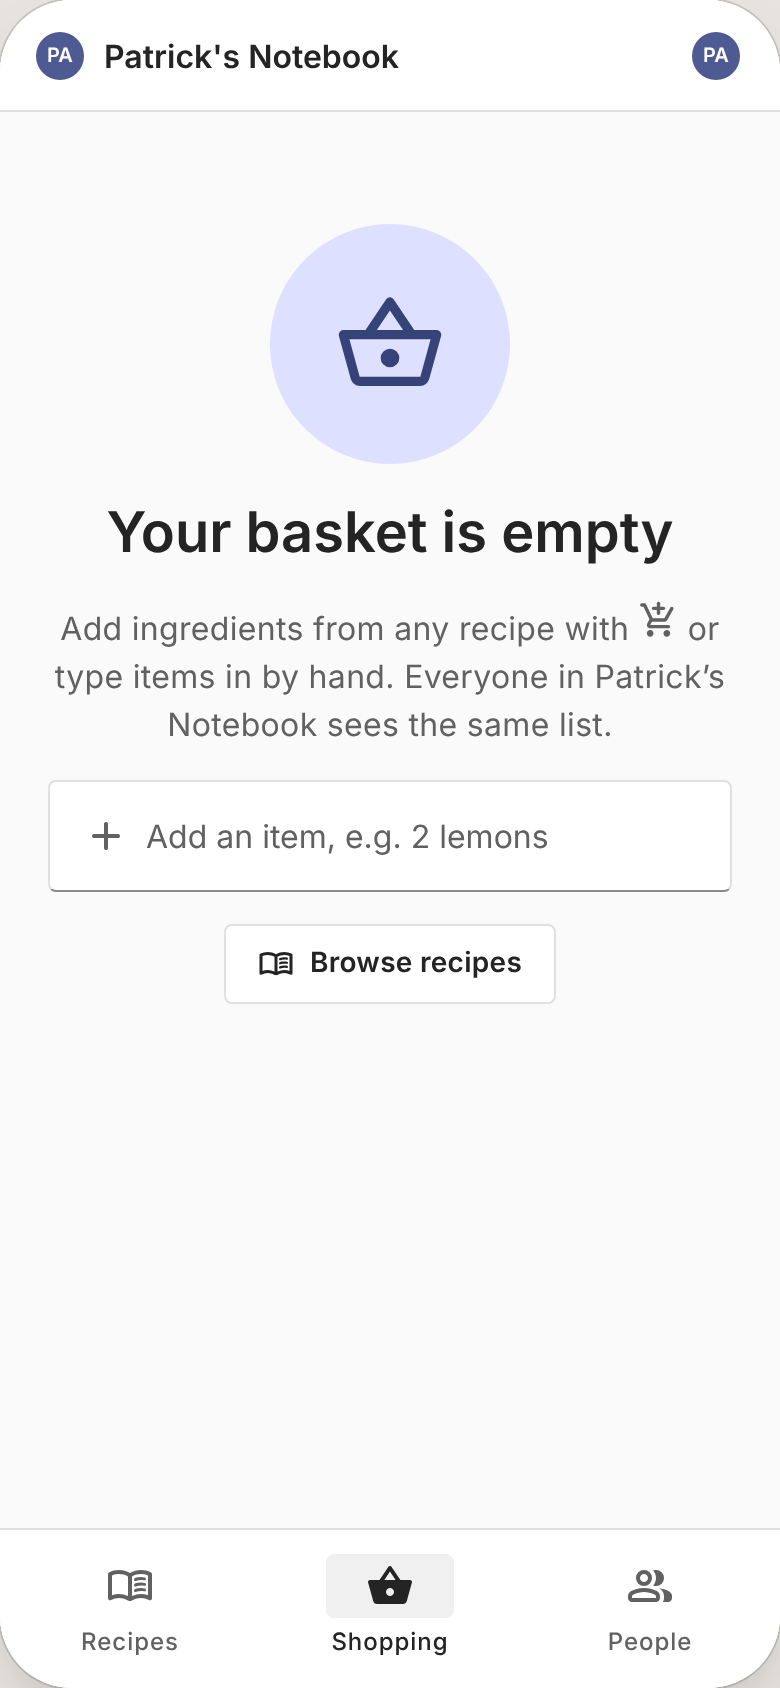 PA Patrick's Notebook PA
Your basket is empty
Add ingredients from any recipe with or
type items in by hand. Everyone in Patrick’s
Notebook sees the same list.
Add an item, e.g. 2 lemons
Browse recipes
Recipes Shopping People